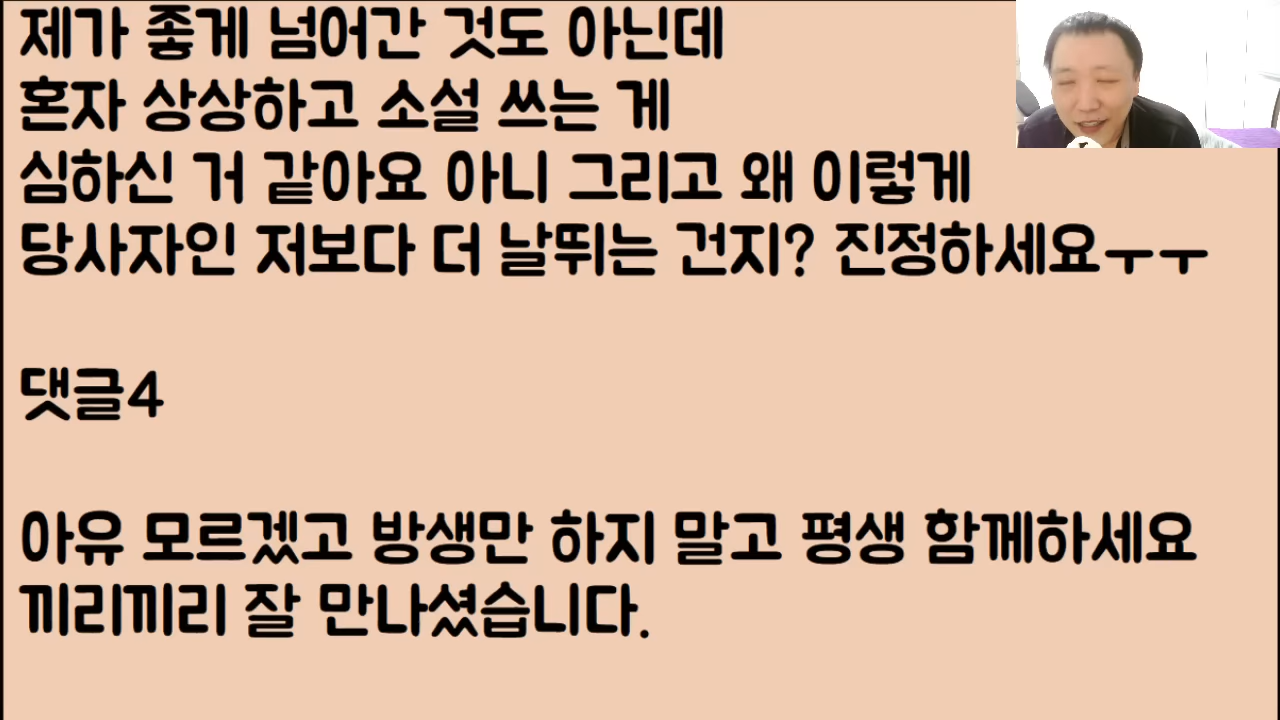 제가 좋게 넘어간 것도 아닌데
혼자 상상하고 소설 쓰는 게
심하신 거 같아요 아니 그리고 왜 이렇게
당사자인 저보다 더 날뛰는 건지? 진정하세요ㅜㅜ
댓글4
아유 모르겠고 방생만 하지 말고 평생 함께하세요
끼리끼리 잘 만나셨습니다.